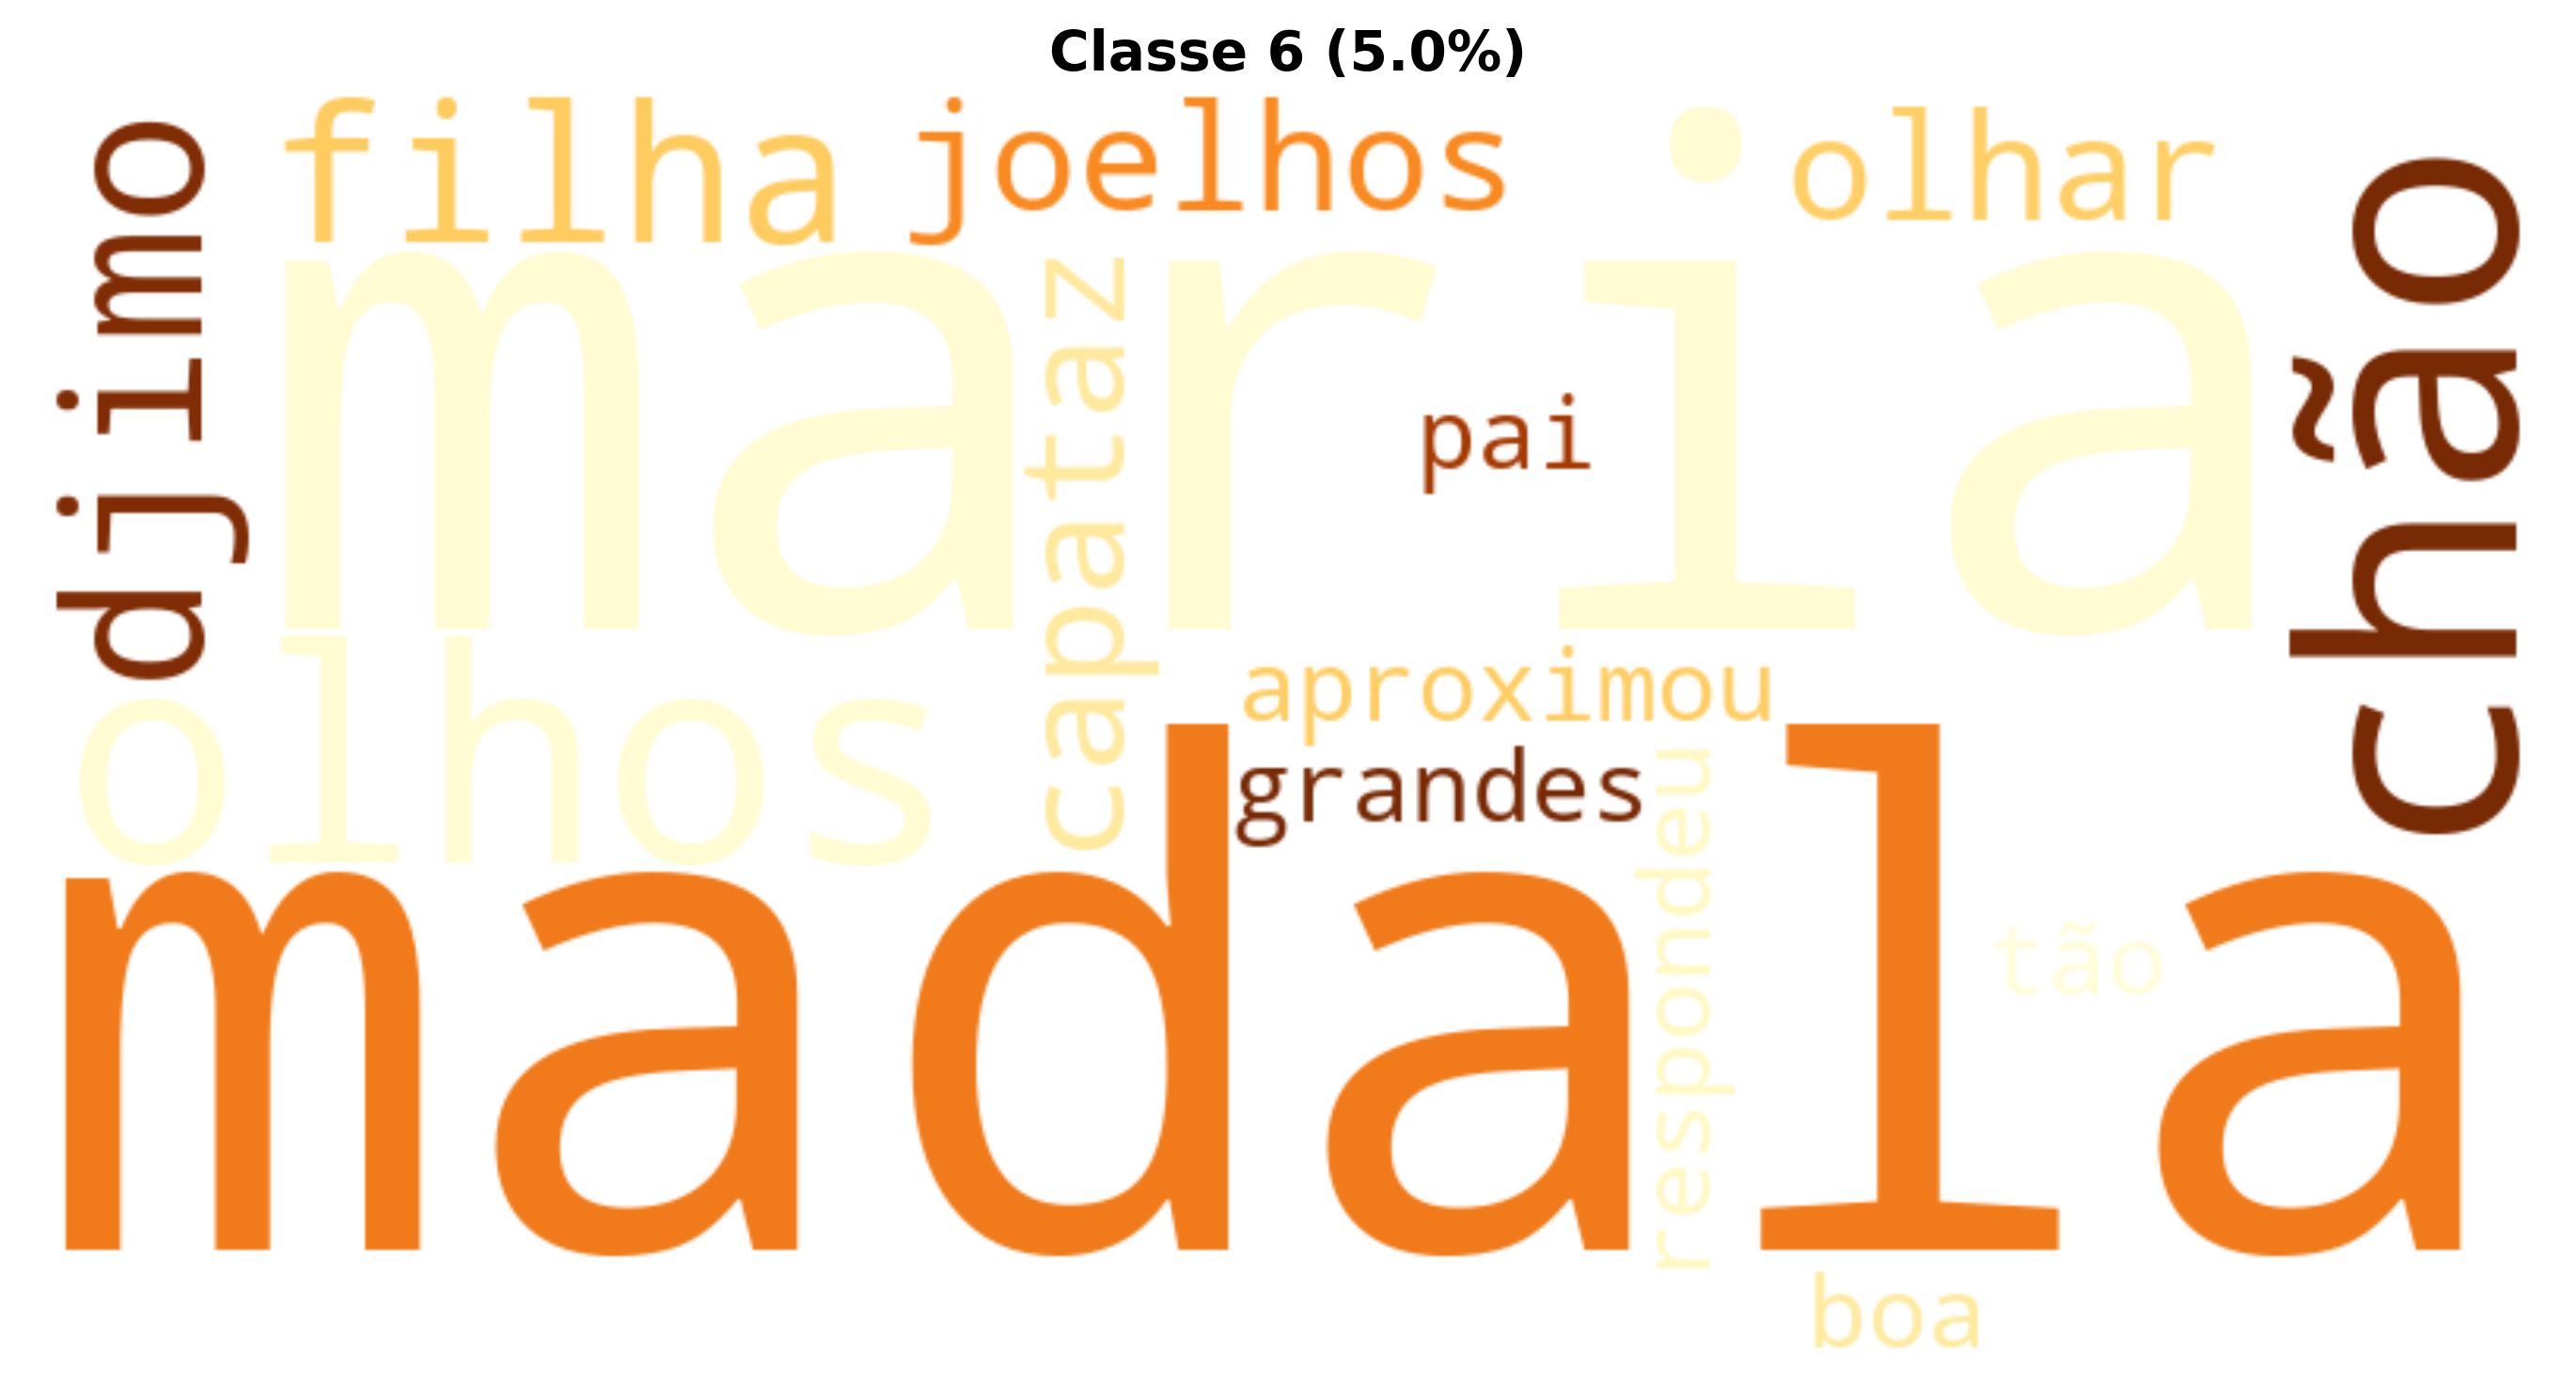 Classe 6 (5.0%)
djimo
filha
joelhos
olhar
maria
chão
capataz
pai
olhos
aproximou
grandes
madala
respondeu
tão
boa